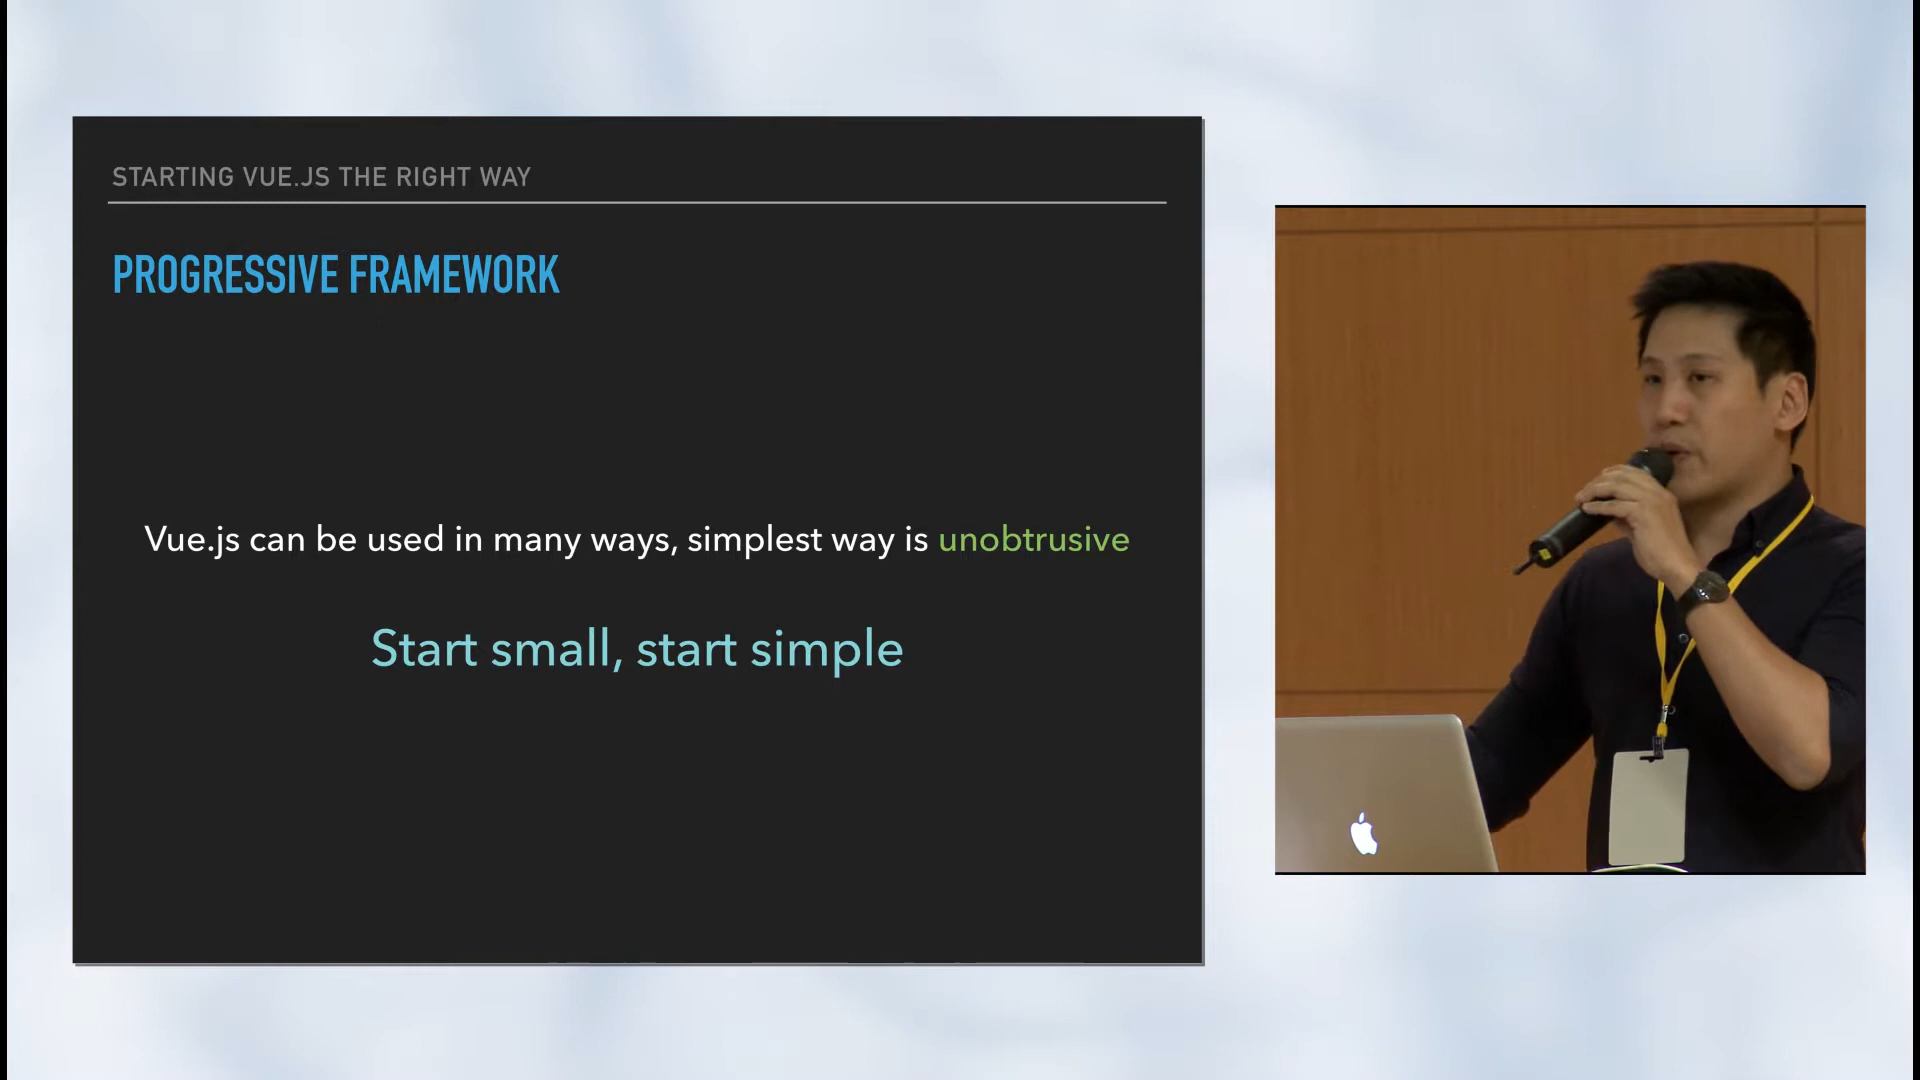 STARTING VUE.JS THE RIGHT WAY
PROGRESSIVE FRAMEWORK
Vue.js can be used in many ways, simplest way is unobtrusive
Start small, start simple